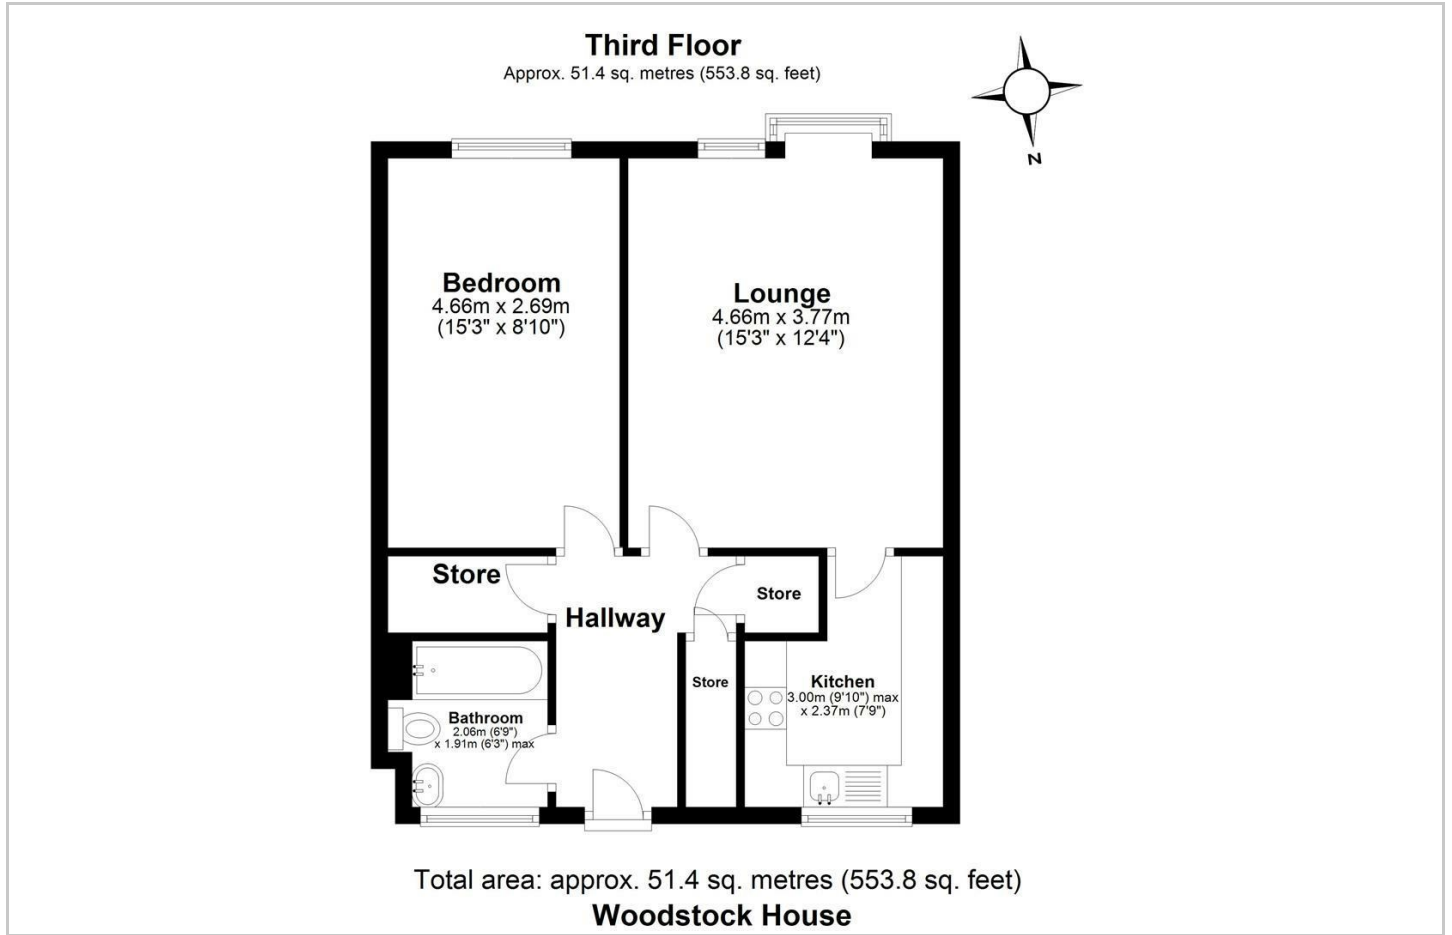 Third Floor
Approx. 51.4 sq. metres (553.8 sq. feet)
N
Bedroom
4.66m x 2.69m
(15'3" x 8'10")
Lounge
4.66m x 3.77m
(15'3" x 12'4")
Store
Hallway
Store
Store
Kitchen
3.00m (9'10") max
x 2.37m (7'9")
Bathroom
2.06m (6'9")
x 1.91m (6'3") max
Total area: approx. 51.4 sq. metres (553.8 sq. feet)
Woodstock House